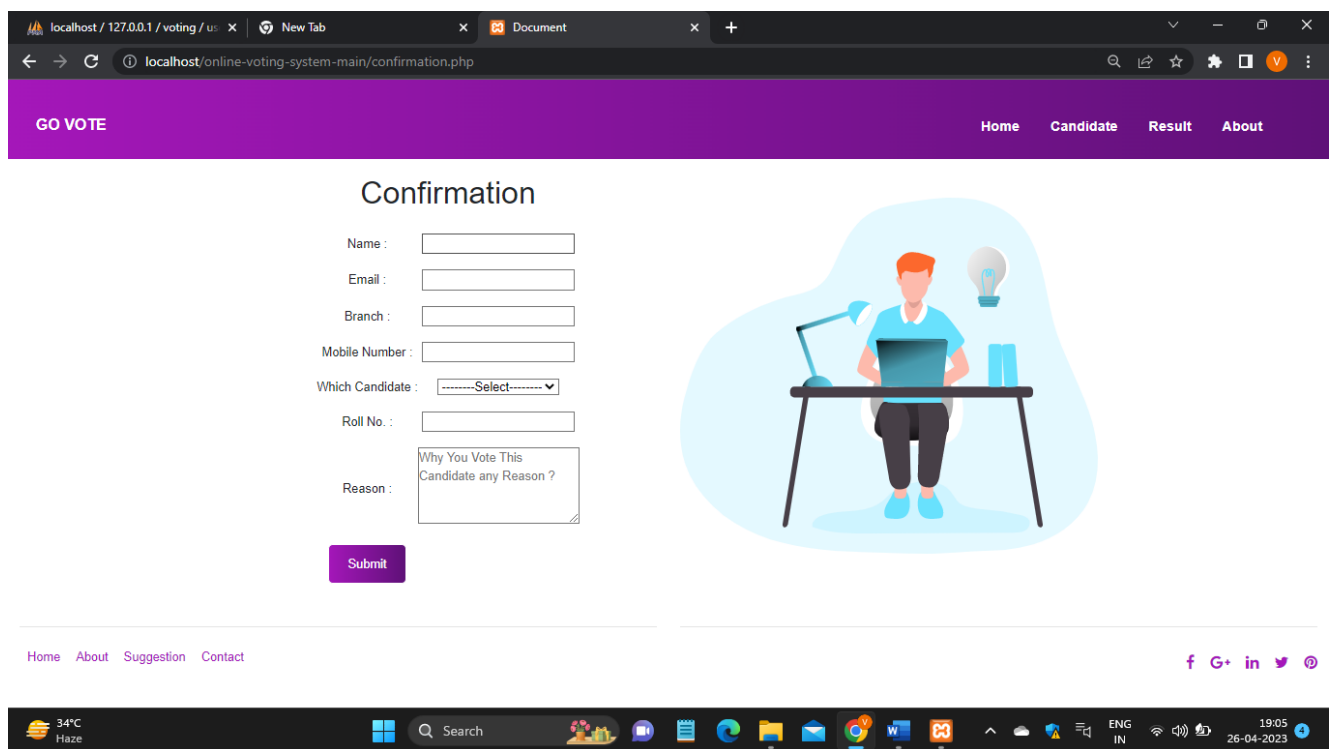 localhost / 127.0.0.1 / voting / us
New Tab
Document
localhost/online-voting-system-main/confirmation.php
V
GO VOTE
Home Candidate Result About
Confirmation
Name :
Email :
Branch :
Mobile Number :
Which Candidate : --------Select--------
Roll No. :
Why You Vote This
Candidate any Reason ?
Reason :
Submit
Home About Suggestion Contact
f G+ in
34°C
Haze
Search
ENG
IN
19:05
26-04-2023
4